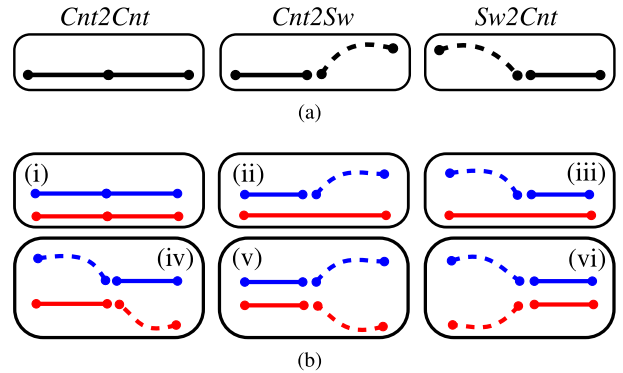 Cnt2Cnt Cnt2Sw Sw2Cnt
(a)
(i) (ii) (iii)
(iv) (v) (vi)
(b)